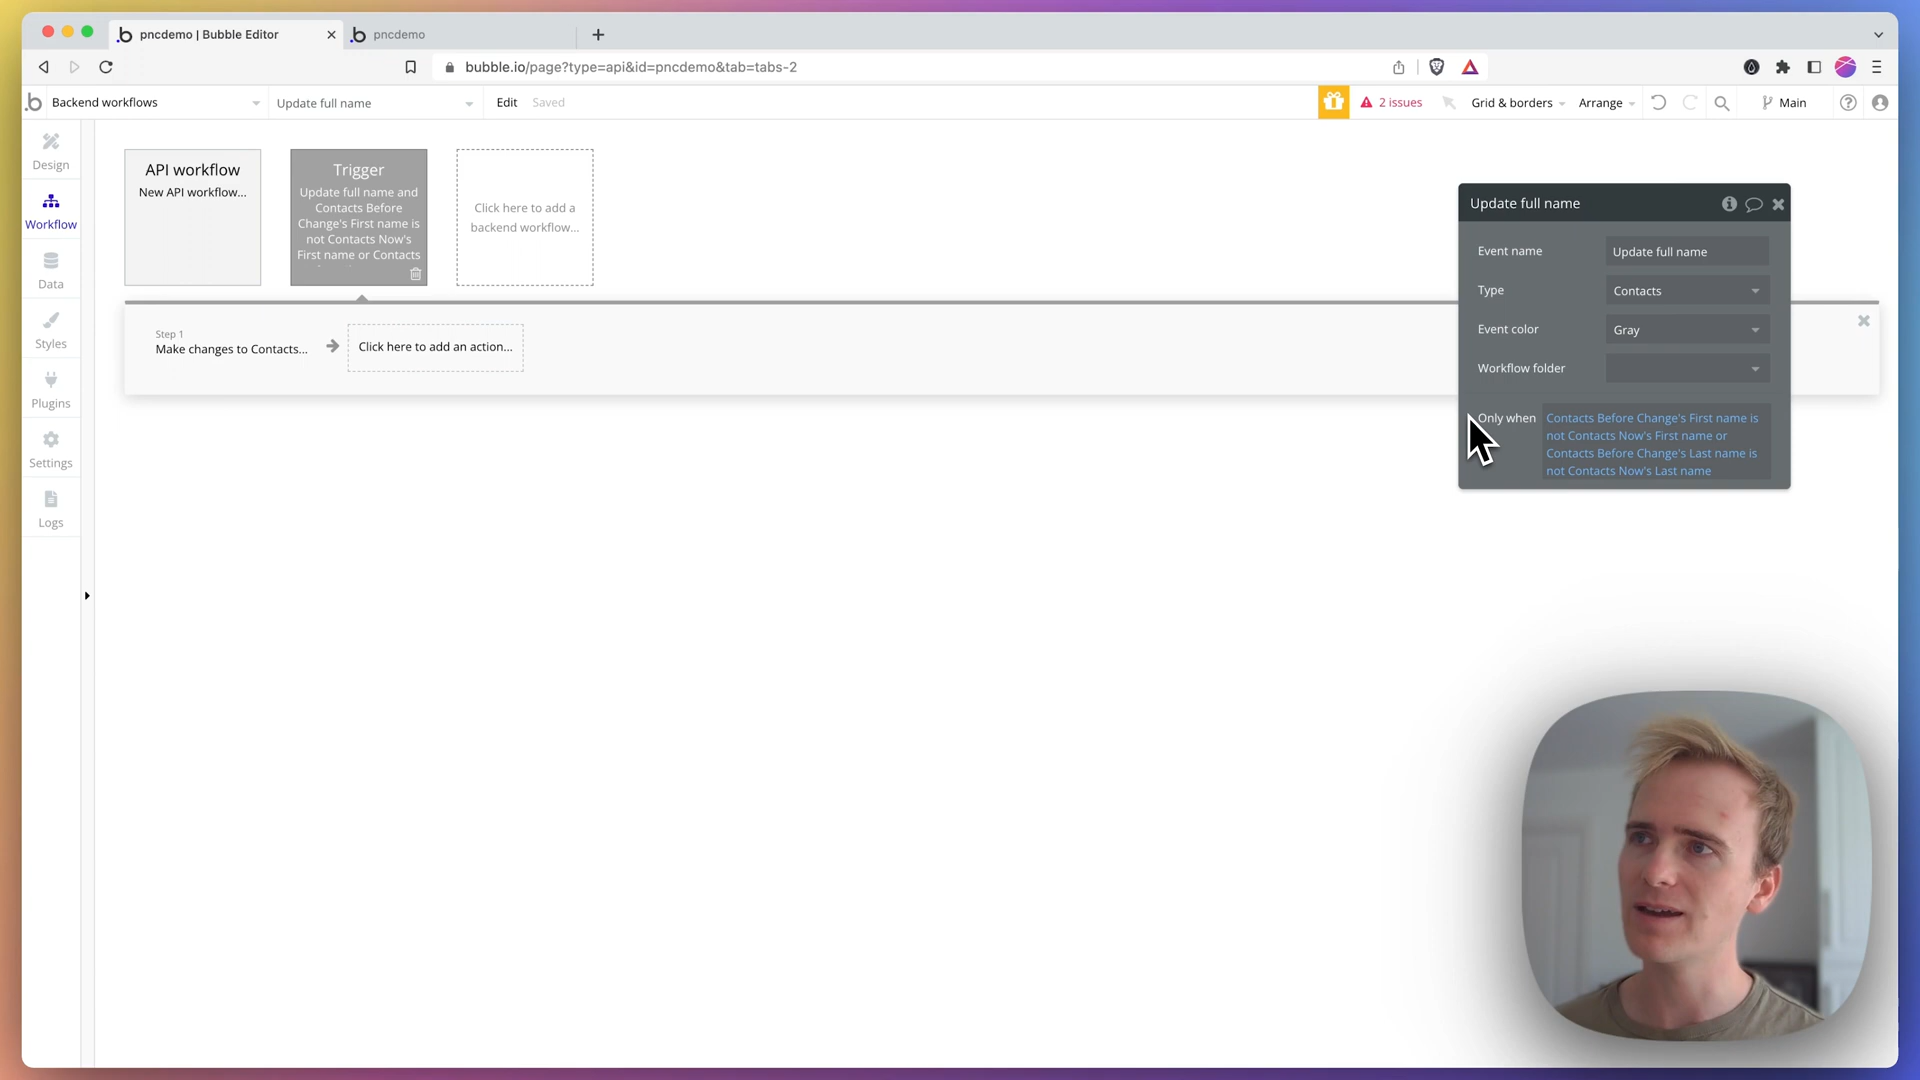 pncdemo | Bubble Editor
pncdemo
bubble.io/page?type=api&id=pncdemo&tab=tabs-2
Backend workflows
Update full name
Edit
Saved
2 issues
Grid & borders
Arrange
Main
Design
Workflow
Data
Styles
Plugins
Settings
Logs
API workflow
New API workflow...
Trigger
Update full name and
Contacts Before
Change's First name is
not Contacts Now's
First name or Contacts
Click here to add a
backend workflow...
Step 1
Make changes to Contacts...
Click here to add an action...
Update full name
Event name
Update full name
Type
Contacts
Event color
Gray
Workflow folder
Only when
Contacts Before Change's First name is
not Contacts Now's First name or
Contacts Before Change's Last name is
not Contacts Now's Last name